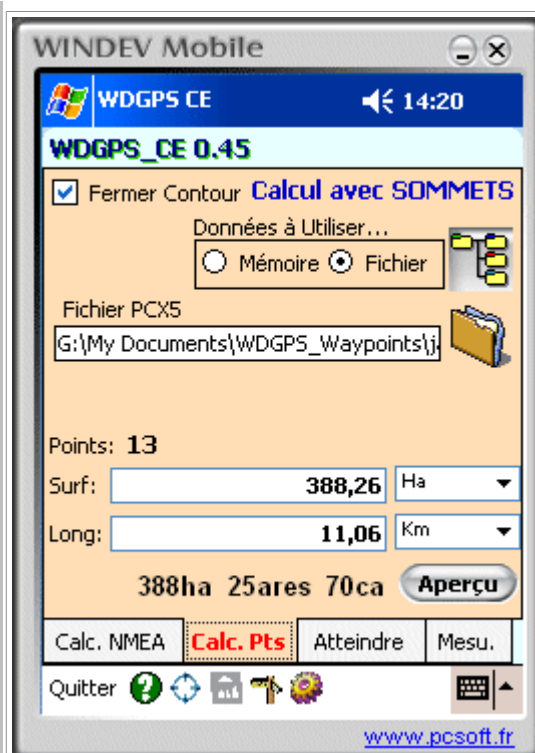 WINDEV Mobile
WDGPS CE 14:20
WDGPS_CE 0.45
Fermer Contour Calcul avec SOMMETS
Données à Utiliser...
Mémoire Fichier
Fichier PCX5
G:\My Documents\WDGPS_Waypoints\j
Points: 13
Surf: 388,26 Ha
Long: 11,06 Km
388ha 25ares 70ca Aperçu
Calc. NMEA Calc. Pts Atteindre Mesu.
Quitter
www.pcsoft.fr